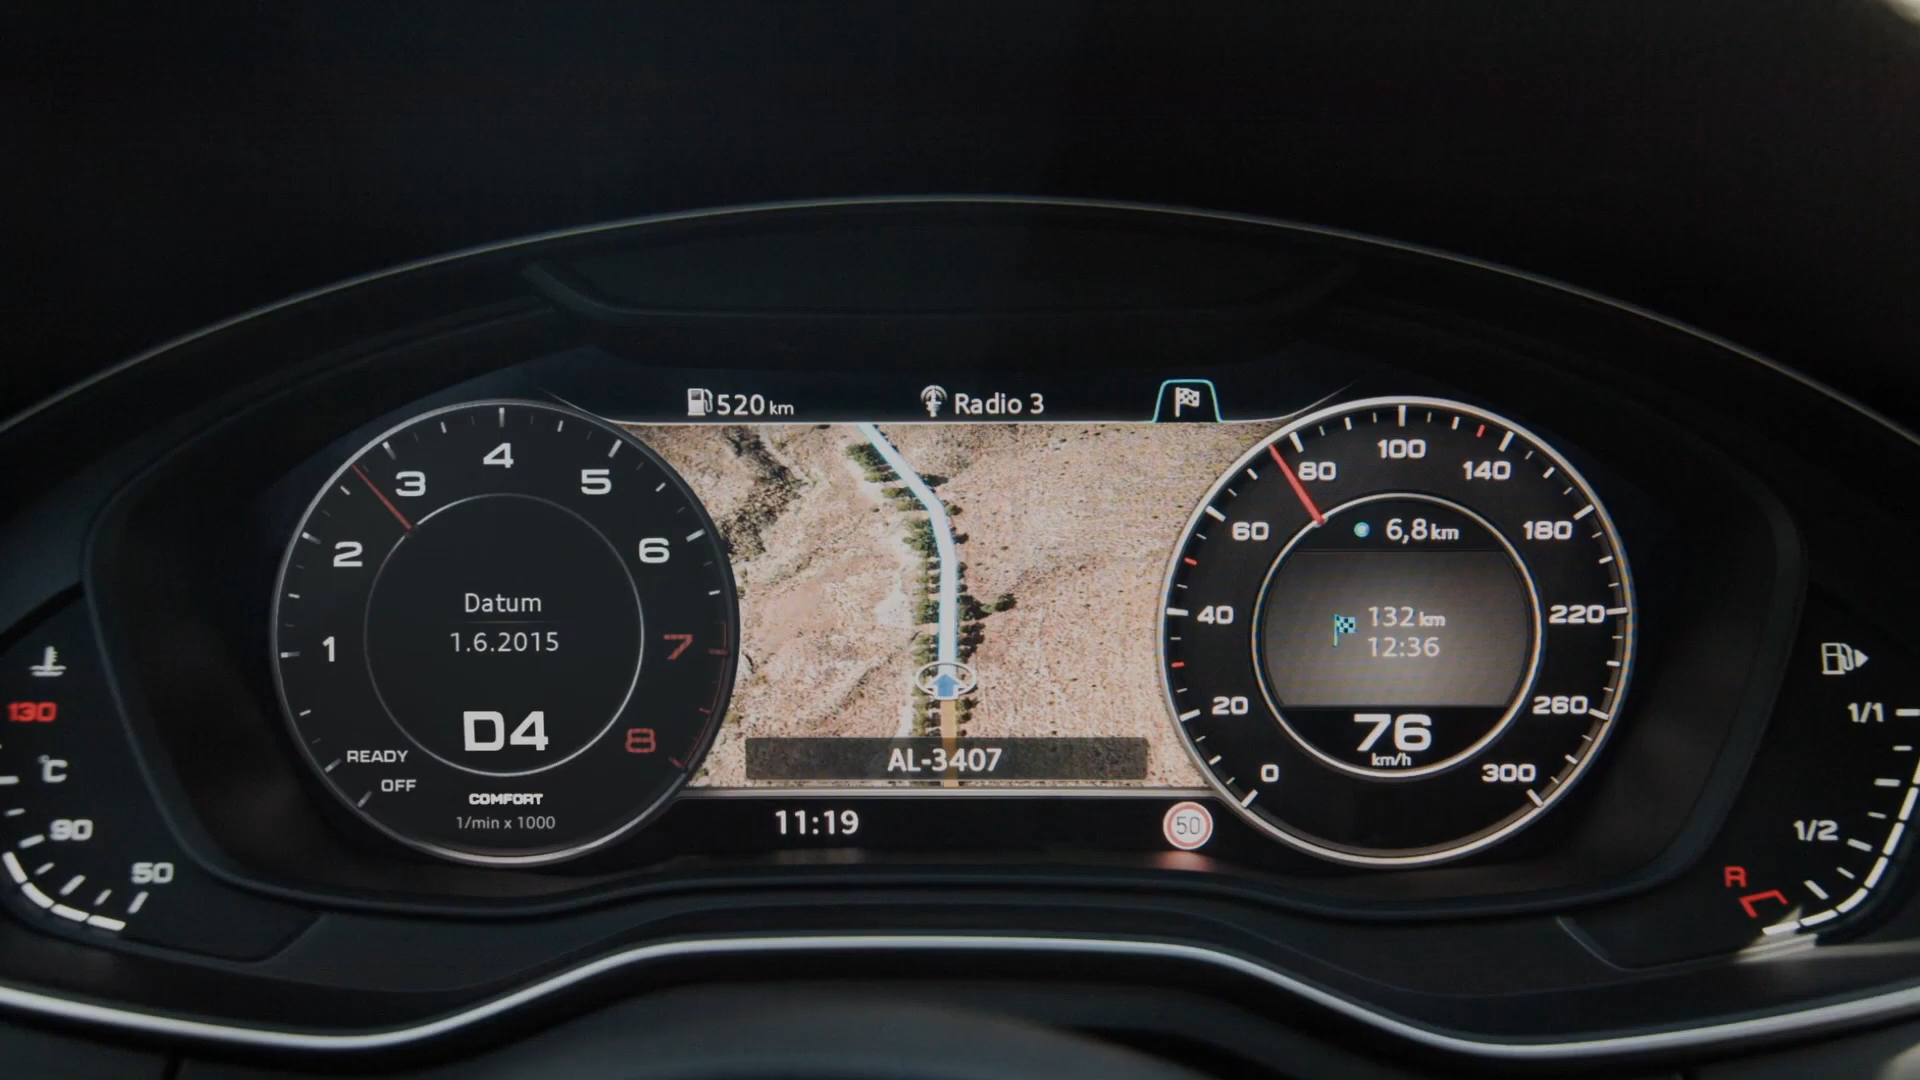 520 km
Radio 3
1
2
3
4
5
6
7
8
Datum
1.6.2015
D4
READY
OFF
COMFORT
1/min x 1000
AL-3407
11:19
50
0
20
40
60
80
100
140
180
220
260
300
6,8 km
132 km
12:36
76
km/h
130
°C
90
50
1/1
1/2
R